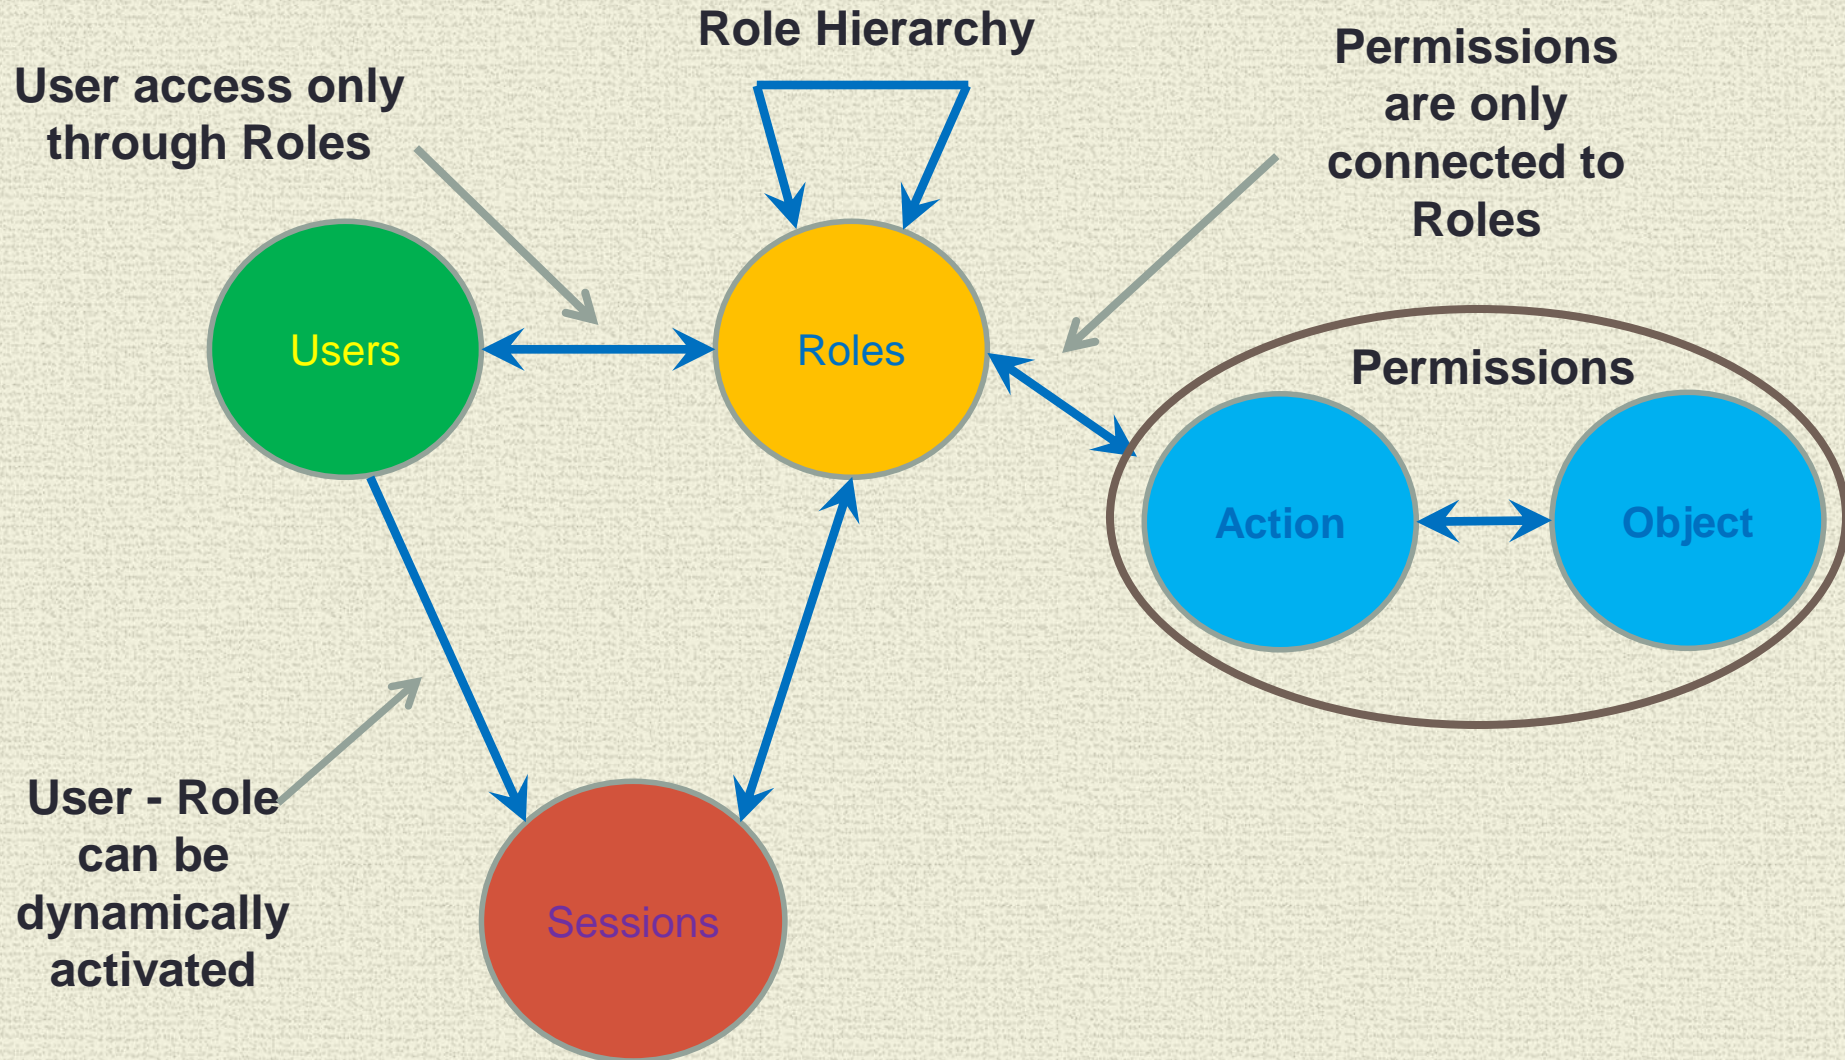 Role Hierarchy
User access only
through Roles
Permissions
are only
connected to
Roles
Users
Roles
Permissions
Action
Object
User - Role
can be
dynamically
activated
Sessions